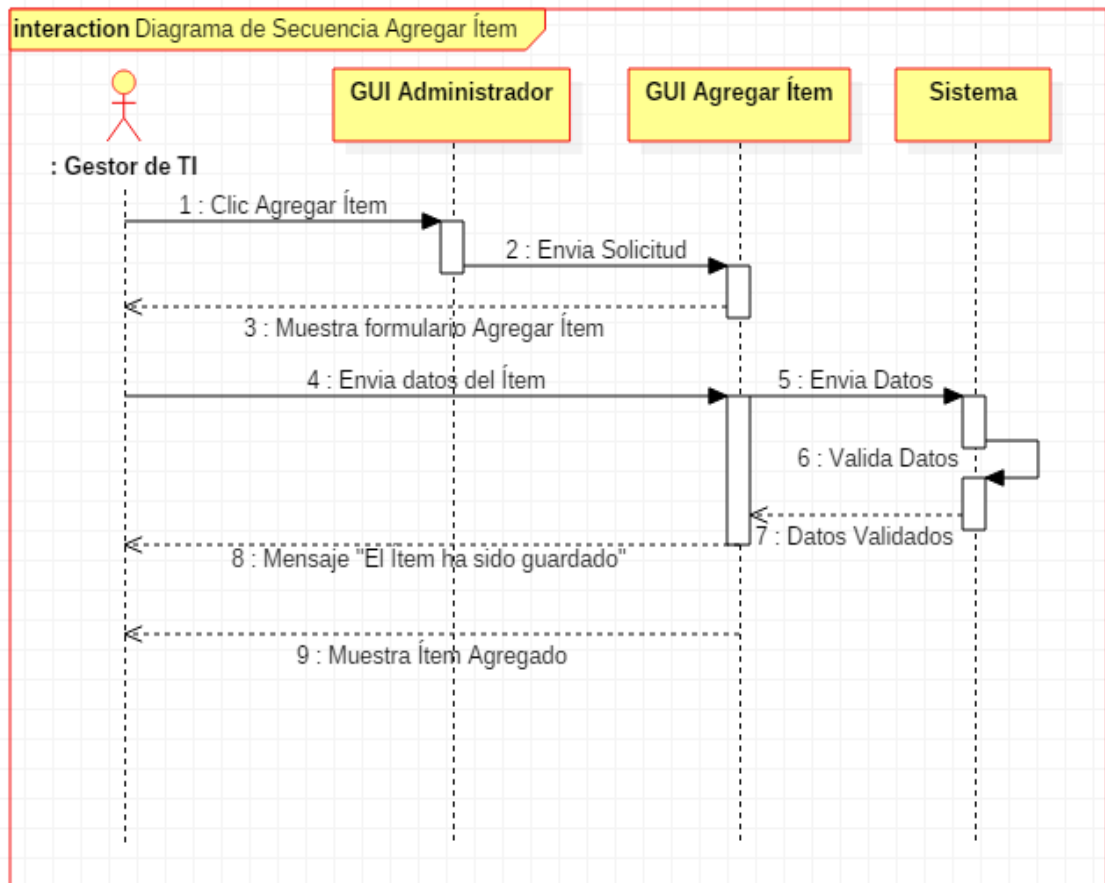 interaction Diagrama de Secuencia Agregar Ítem
GUI Administrador
GUI Agregar Ítem
Sistema
: Gestor de TI
1 : Clic Agregar Ítem
2 : Envia Solicitud
3 : Muestra formulario Agregar Ítem
4 : Envia datos del Ítem
5 : Envia Datos
6 : Valida Datos
7 : Datos Validados
8 : Mensaje "El Ítem ha sido guardado"
9 : Muestra Ítem Agregado